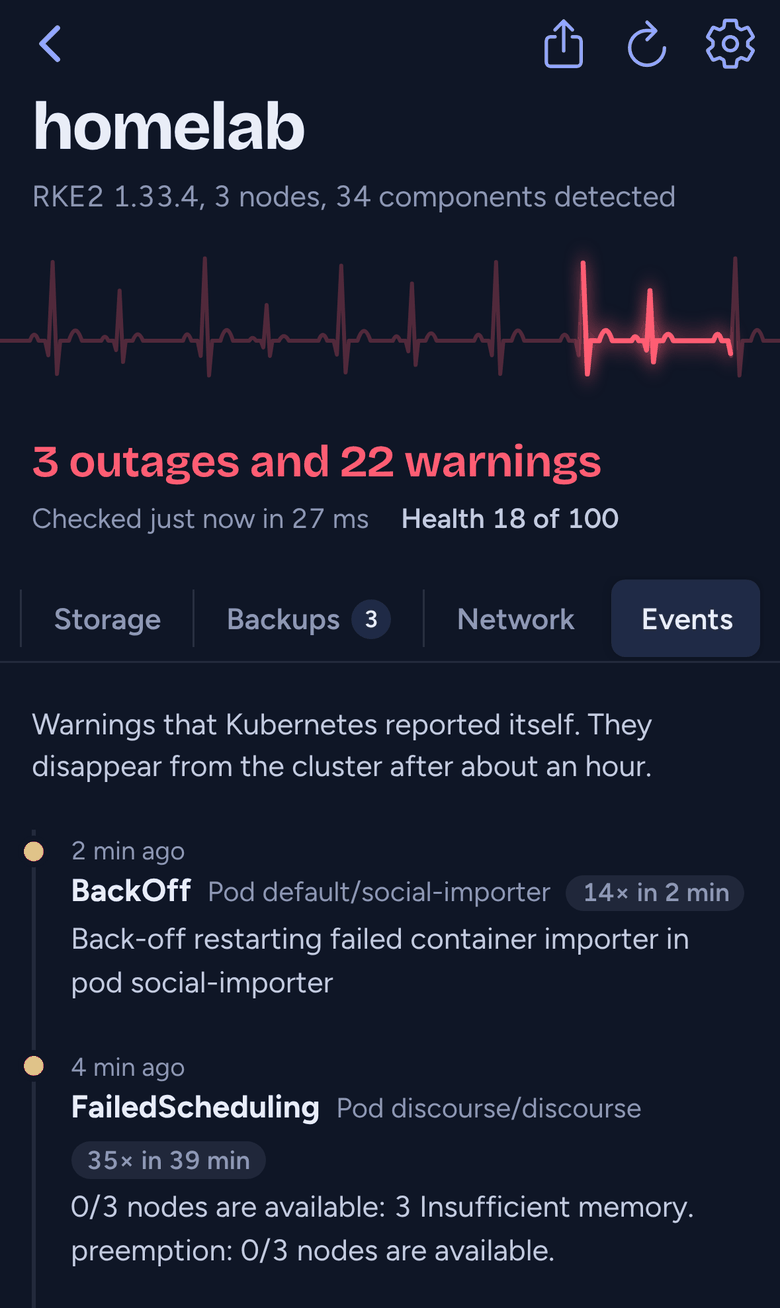 homelab
RKE2 1.33.4, 3 nodes, 34 components detected
3 outages and 22 warnings
Checked just now in 27 ms Health 18 of 100
Storage Backups 3 Network Events
Warnings that Kubernetes reported itself. They
disappear from the cluster after about an hour.
2 min ago
BackOff Pod default/social-importer 14× in 2 min
Back-off restarting failed container importer in
pod social-importer
4 min ago
FailedScheduling Pod discourse/discourse
35× in 39 min
0/3 nodes are available: 3 Insufficient memory.
preemption: 0/3 nodes are available.